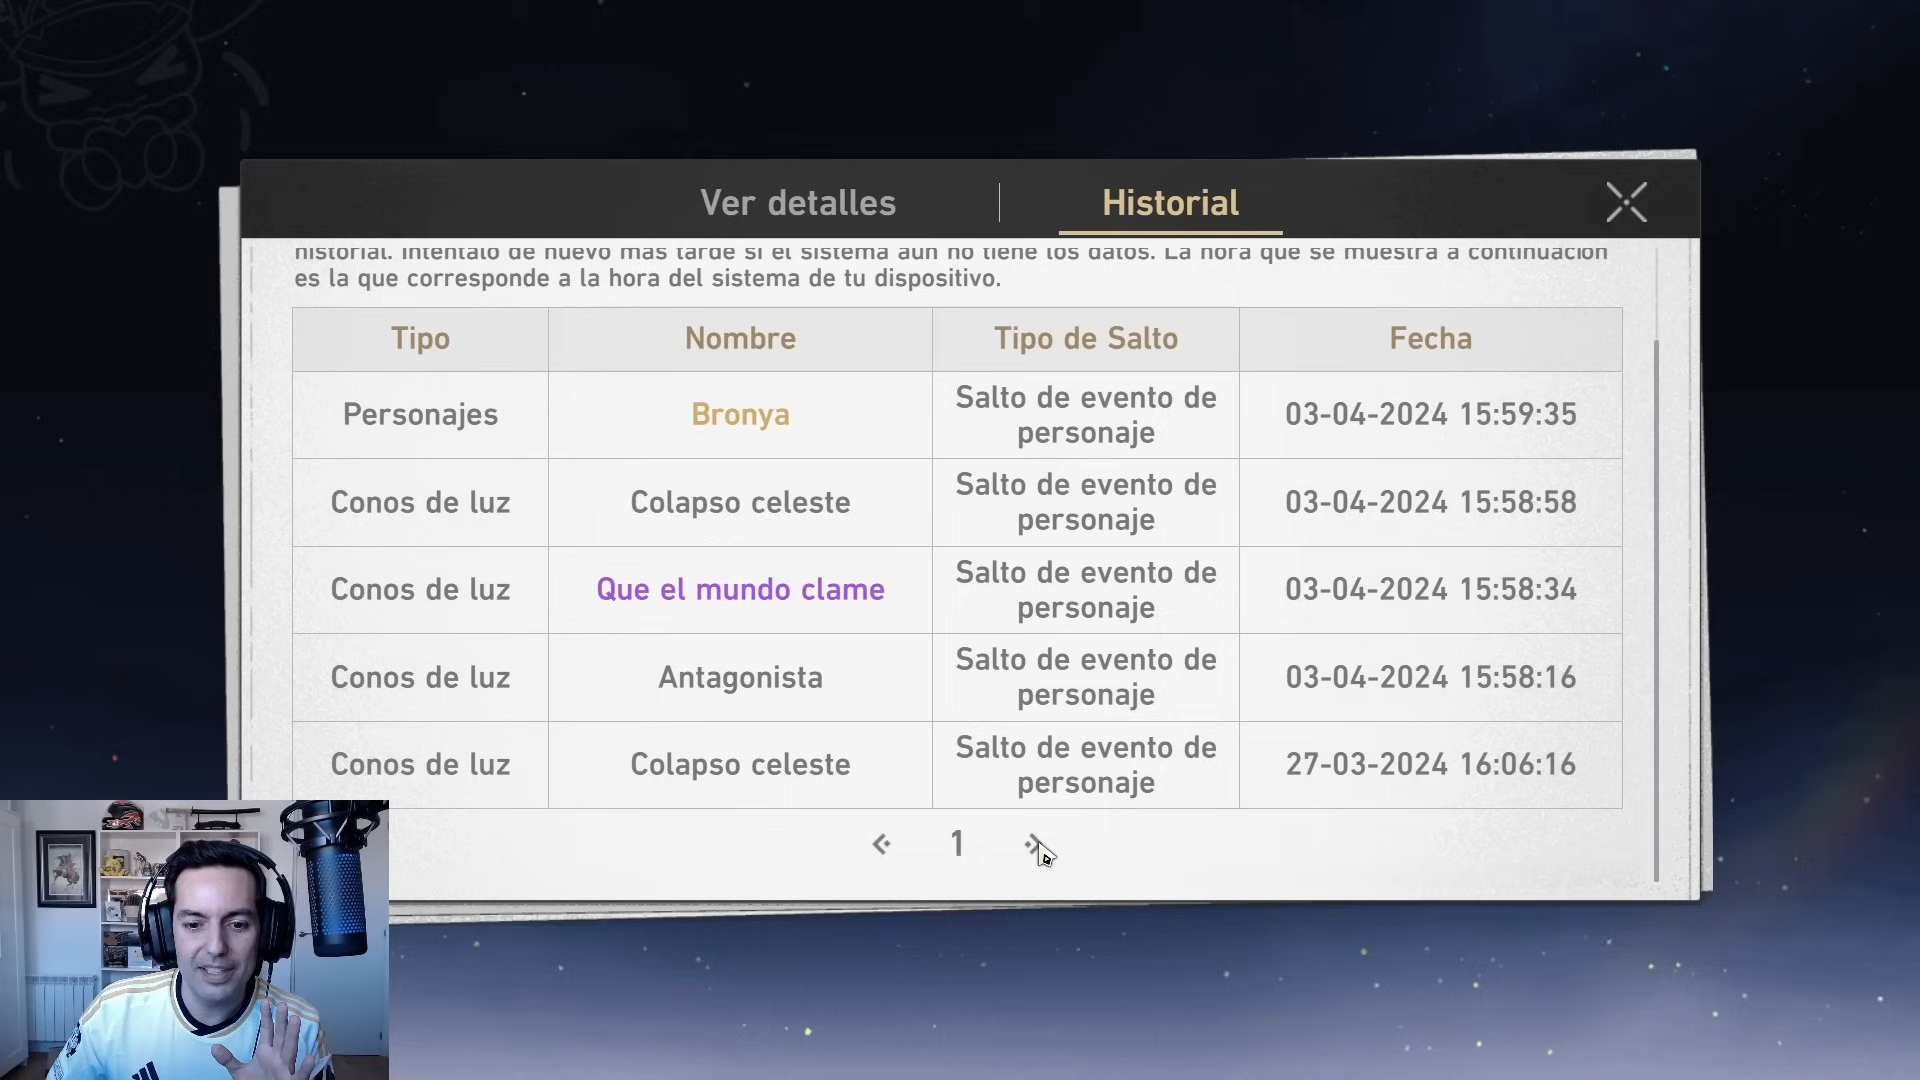 Ver detalles
Historial
historial. Inténtalo de nuevo más tarde si el sistema aún no tiene los datos. La hora que se muestra a continuación
es la que corresponde a la hora del sistema de tu dispositivo.
Tipo
Nombre
Tipo de Salto
Fecha
Personajes
Bronya
Salto de evento de
personaje
03-04-2024 15:59:35
Conos de luz
Colapso celeste
Salto de evento de
personaje
03-04-2024 15:58:58
Conos de luz
Que el mundo clame
Salto de evento de
personaje
03-04-2024 15:58:34
Conos de luz
Antagonista
Salto de evento de
personaje
03-04-2024 15:58:16
Conos de luz
Colapso celeste
Salto de evento de
personaje
27-03-2024 16:06:16
1